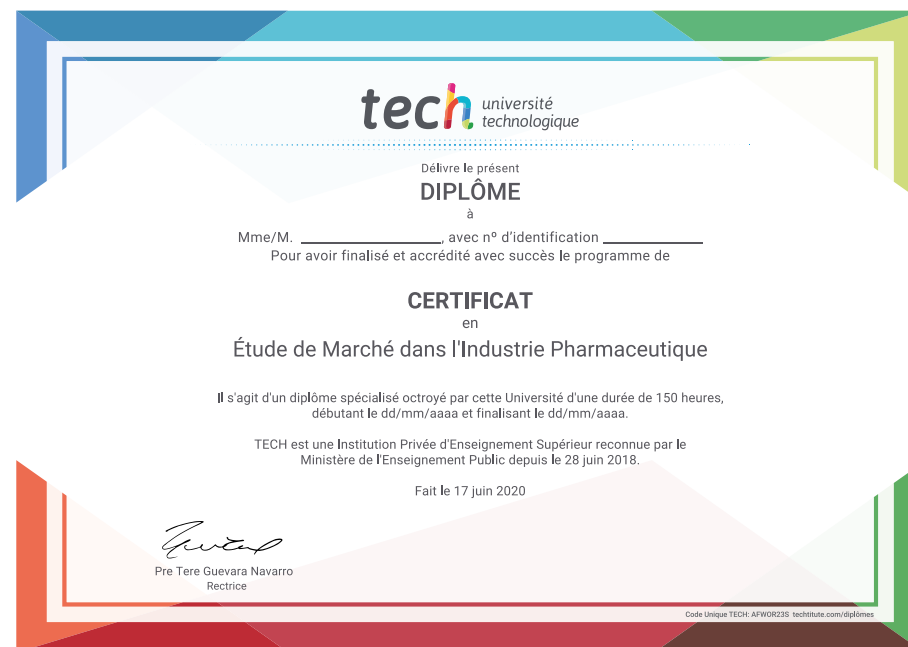 tech université
technologique
Délivre le présent
DIPLÔME
à
Mme/M. ____________________, avec nº d'identification ______________
Pour avoir finalisé et accrédité avec succès le programme de
CERTIFICAT
en
Étude de Marché dans l'Industrie Pharmaceutique
Il s'agit d'un diplôme spécialisé octroyé par cette Université d'une durée de 150 heures,
débutant le dd/mm/aaaa et finalisant le dd/mm/aaaa.
TECH est une Institution Privée d'Enseignement Supérieur reconnue par le
Ministère de l'Enseignement Public depuis le 28 juin 2018.
Fait le 17 juin 2020
Pre Tere Guevara Navarro
Rectrice
Code Unique TECH: AFWOR23S techtitute.com/diplômes